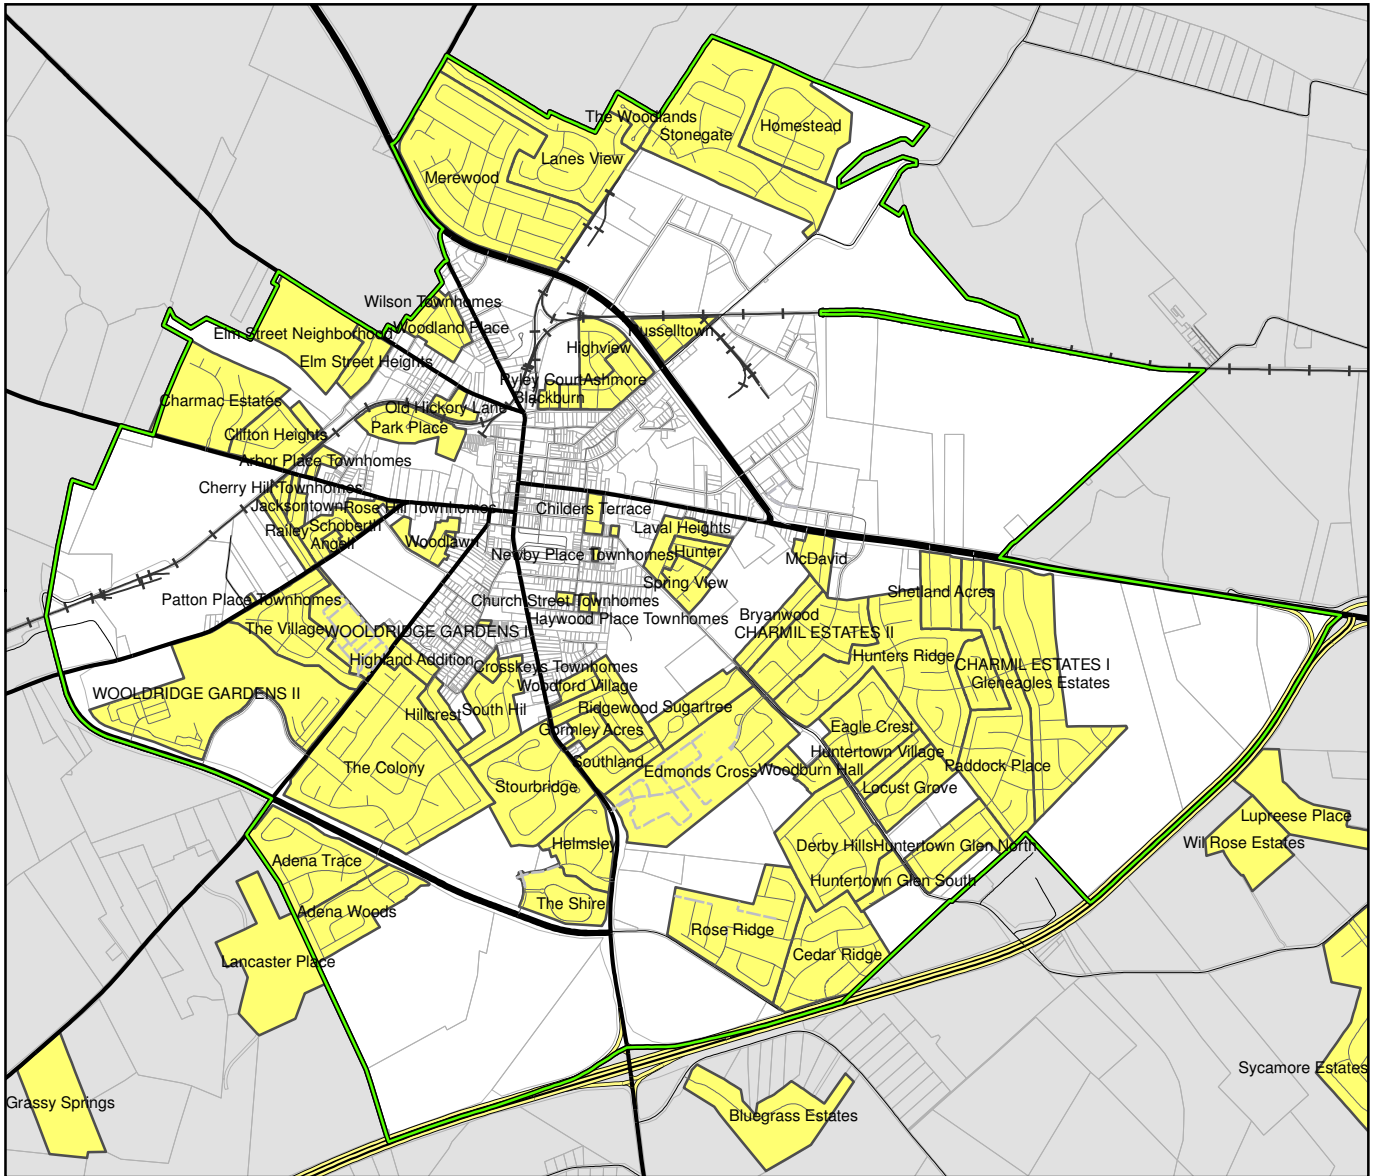 The Woodlands
Homestead
Stonegate
Lanes View
Merewood
Wilson Townhomes
Woodland Place
Russelltown
Elm Street Neighborhood
Highview
Elm Street Heights
Ryley Court
Ashmore
Blackburn
Charmac Estates
Old Hickory Lane
Park Place
Clifton Heights
Arbor Place Townhomes
Cherry Hill Townhomes
Jacksontown
Rose Hill Townhomes
Childers Terrace
Schoberth
Railey
Laval Heights
Angell
Woodlawn
Newby Place Townhomes
Hunter
McDavid
Spring View
Shetland Acres
Patton Place Townhomes
Church Street Townhomes
Bryanwood
Haywood Place Townhomes
The Village
WOOLDRIDGE GARDENS I
CHARMIL ESTATES II
Hunters Ridge
Highland Addition
Crosskeys Townhomes
CHARMIL ESTATES I
Gleneagles Estates
Woodford Village
WOOLDRIDGE GARDENS II
Ridgewood
Sugartree
South Hil
Hillcrest
Gormley Acres
Eagle Crest
Huntertown Village
Southland
The Colony
Edmonds Cross
Woodburn Hall
Paddock Place
Stourbridge
Locust Grove
Lupreese Place
Helmsley
Derby Hills
Huntertown Glen North
Wil Rose Estates
Adena Trace
Huntertown Glen South
The Shire
Adena Woods
Rose Ridge
Cedar Ridge
Lancaster Place
Sycamore Estates
Grassy Springs
Bluegrass Estates